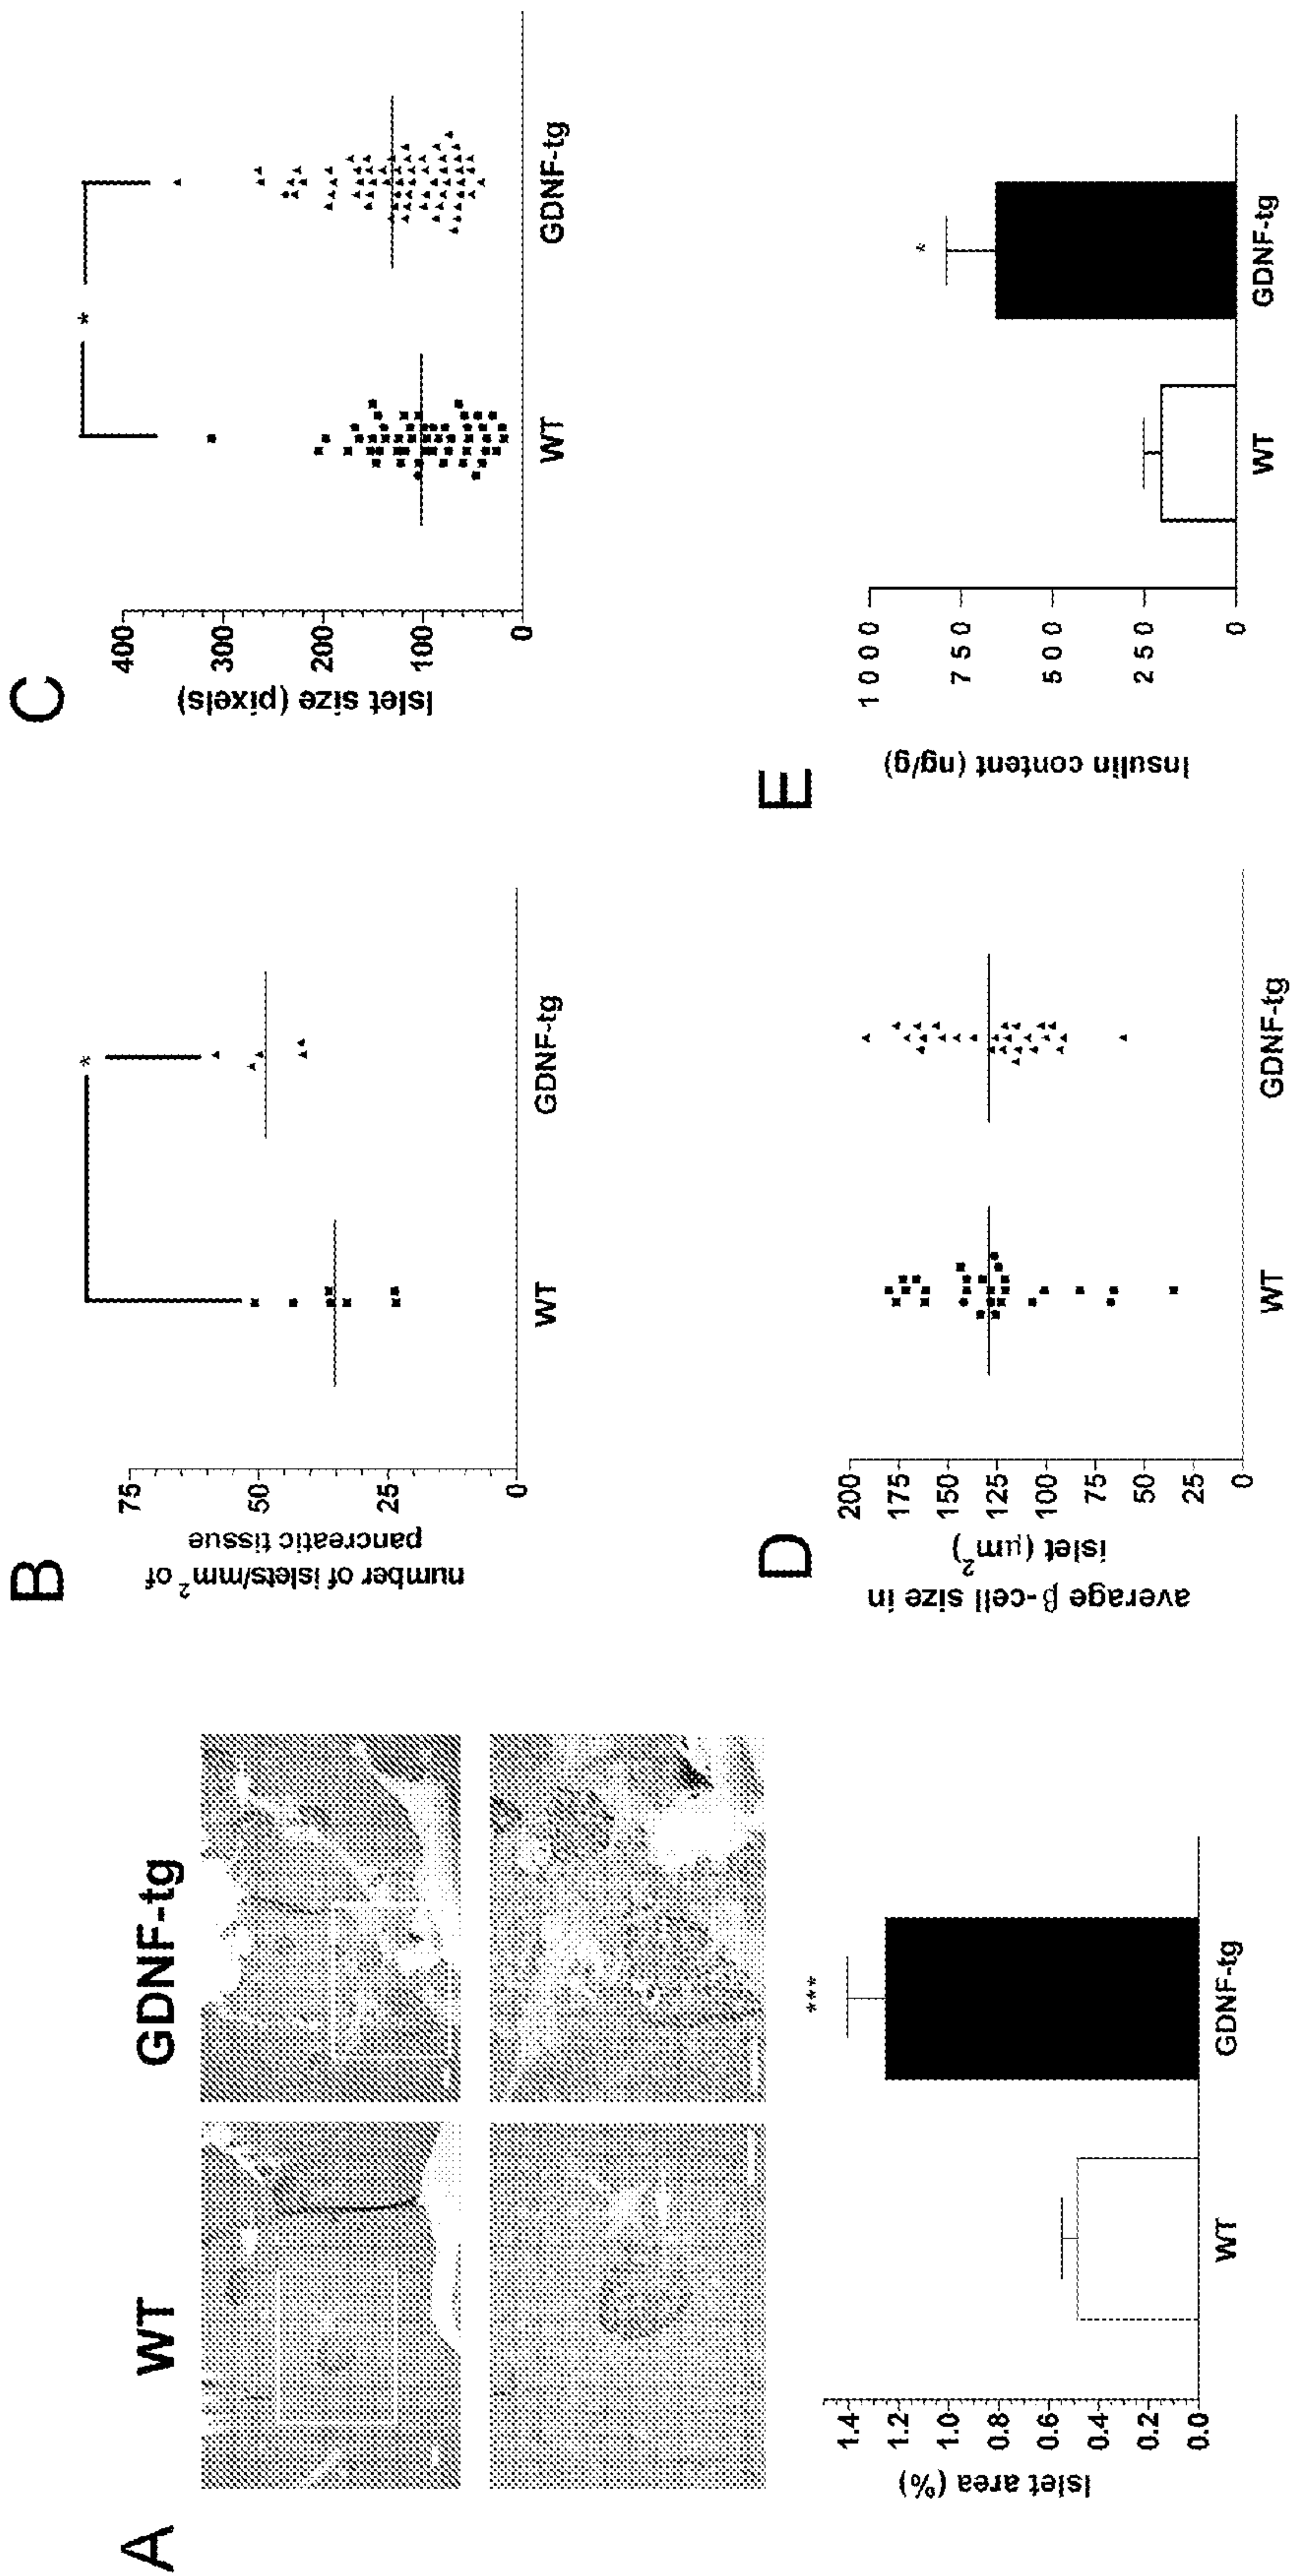 A
WT
GDNF-tg
Islet area (%)
1.4
1.2
1.0
0.8
0.6
0.4
0.2
0.0
***
WT
GDNF-tg
B
number of islets/mm² of
pancreatic tissue
75
50
25
0
*
WT
GDNF-tg
C
Islet size (pixels)
400
300
200
100
0
*
WT
GDNF-tg
D
average β-cell size in
islet (μm²)
200
175
150
125
100
75
50
25
0
WT
GDNF-tg
E
Insulin content (ng/g)
1000
750
500
250
0
*
WT
GDNF-tg